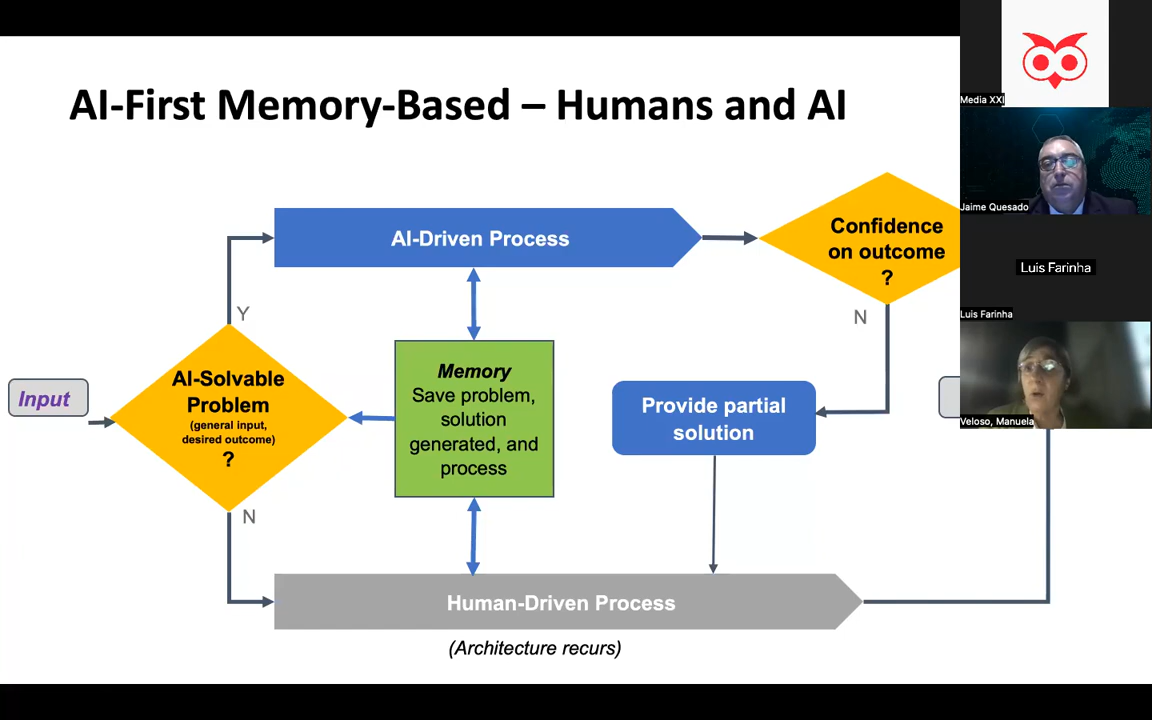 AI-First Memory-Based – Humans and AI
Media XXI
Jaime Quesado
Luis Farinha
Luis Farinha
Veloso, Manuela
AI-Driven Process
Confidence
on outcome
?
Y
N
Input
AI-Solvable
Problem
(general input,
desired outcome)
?
Memory
Save problem,
solution
generated, and
process
Provide partial
solution
N
Human-Driven Process
(Architecture recurs)